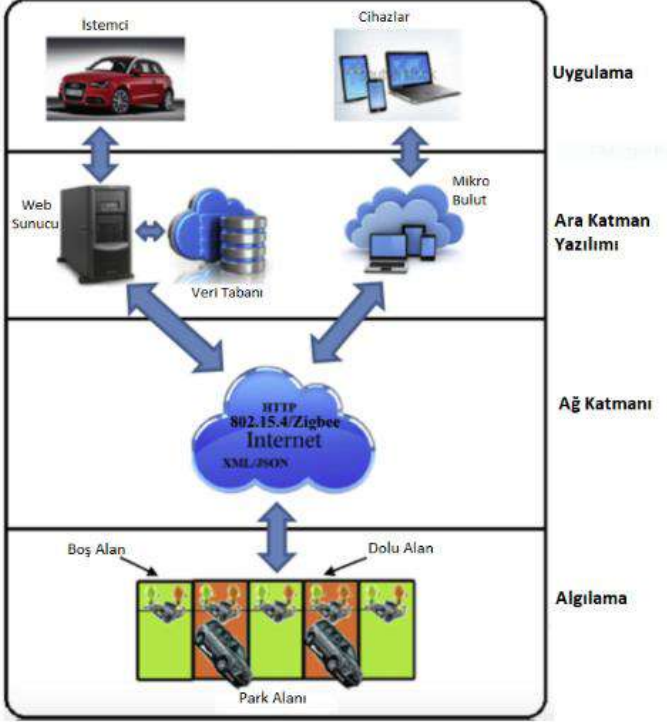 İstemci
Cihazlar
Uygulama
Web
Sunucu
Veri Tabanı
Mikro
Bulut
Ara Katman
Yazılımı
HTTP
802.15.4/Zigbee
Internet
XML/JSON
Ağ Katmanı
Boş Alan
Dolu Alan
Algılama
Park Alanı